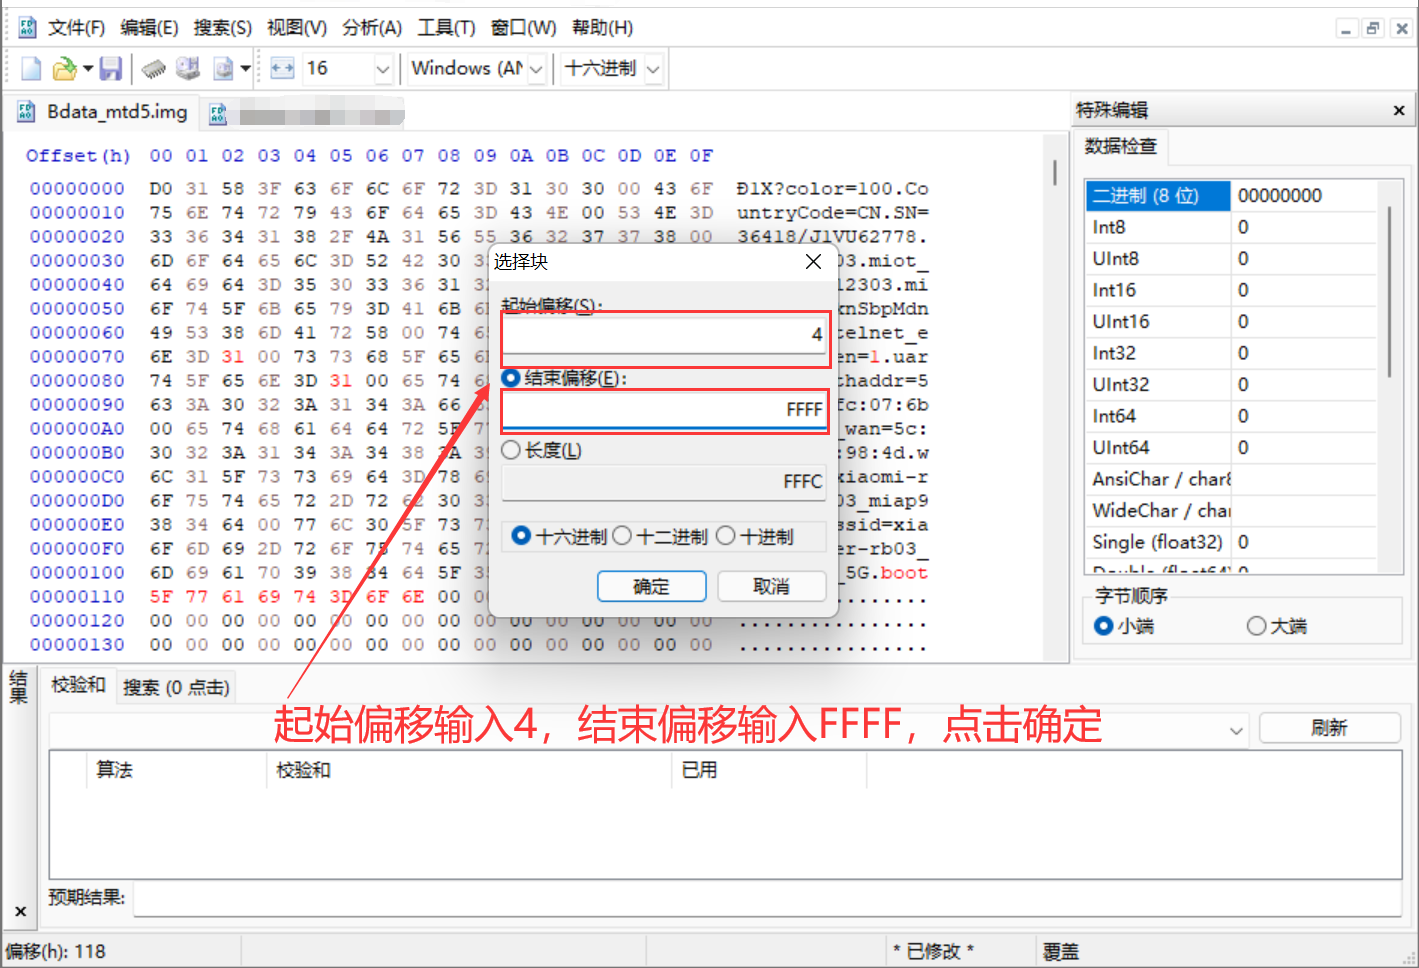 文件(F) 编辑(E) 搜索(S) 视图(V) 分析(A) 工具(T) 窗口(W) 帮助(H)
16 Windows (AN 十六进制
Bdata_mtd5.img
Offset(h) 00 01 02 03 04 05 06 07 08 09 0A 0B 0C 0D 0E 0F
00000000 D0 31 58 3F 63 6F 6C 6F 72 3D 31 30 30 00 43 6F Ð1X?color=100.Co
00000010 75 6E 74 72 79 43 6F 64 65 3D 43 4E 00 53 4E 3D untryCode=CN.SN=
00000020 33 36 34 31 38 2F 4A 31 56 55 36 32 37 37 38 00 36418/J1VU62778.
00000030 6D 6F 64 65 6C 3D 52 42 30 03.miot_
00000040 64 69 64 3D 35 30 33 36 31 12303.mi
00000050 6F 74 5F 6B 65 79 3D 41 6B xnSbpMdn
00000060 49 53 38 6D 41 72 58 00 74 telnet_e
00000070 6E 3D 31 00 73 73 68 5F 65 en=1.uar
00000080 74 5F 65 6E 3D 31 00 65 74 thaddr=5
00000090 63 3A 30 32 3A 31 34 3A 66 fc:07:6b
000000A0 00 65 74 68 61 64 64 72 5F _wan=5c:
000000B0 30 32 3A 31 34 3A 34 38 3A :98:4d.w
000000C0 6C 31 5F 73 73 69 64 3D 78 xiaomi-r
000000D0 6F 75 74 65 72 2D 72 62 30 03_miap9
000000E0 38 34 64 00 77 6C 30 5F 73 ssid=xia
000000F0 6F 6D 69 2D 72 6F 75 74 65 er-rb03_
00000100 6D 69 61 70 39 38 34 64 5F _5G.boot
00000110 5F 77 61 69 74 3D 6F 6E 00 ........
00000120 00 00 00 00 00 00 00 00 00 00 00 00 00 00 00 00 ................
00000130 00 00 00 00 00 00 00 00 00 00 00 00 00 00 00 00 ................
选择块
起始偏移(S):
4
结束偏移(E):
FFFF
长度(L)
FFFC
十六进制 十二进制 十进制
确定 取消
特殊编辑
数据检查
二进制 (8 位) 00000000
Int8 0
UInt8 0
Int16 0
UInt16 0
Int32 0
UInt32 0
Int64 0
UInt64 0
AnsiChar / char8
WideChar / char
Single (float32) 0
Double (float64) 0
字节顺序
小端 大端
结果
校验和 搜索 (0 点击)
起始偏移输入4，结束偏移输入FFFF，点击确定
刷新
算法 校验和 已用
预期结果:
偏移(h): 118 * 已修改 * 覆盖